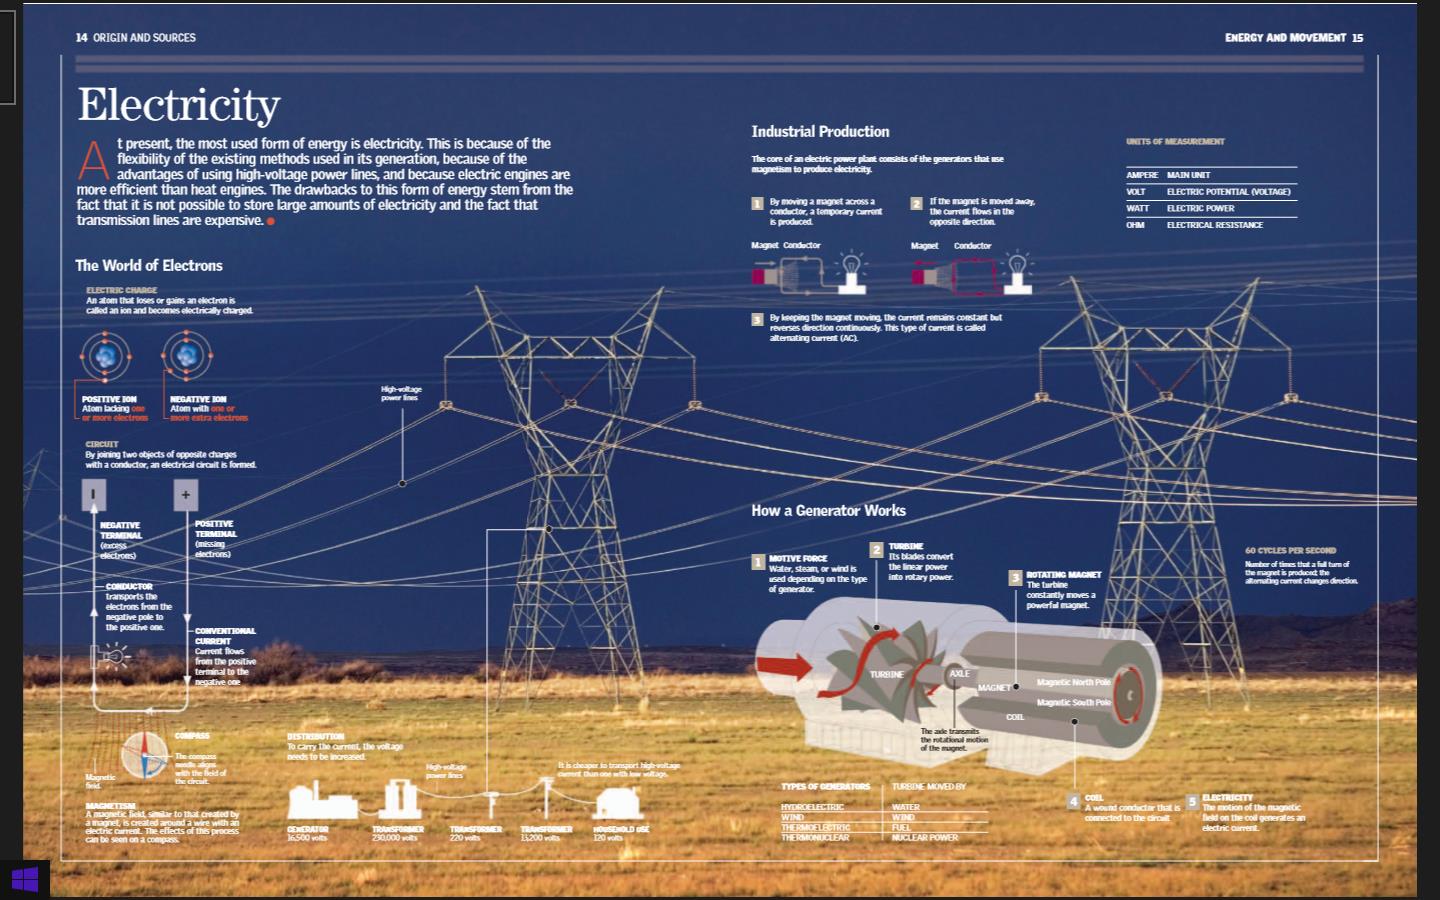 14 ORIGIN AND SOURCES
ENERGY AND MOVEMENT 15
Electricity
At present, the most used form of energy is electricity. This is because of the
flexibility of the existing methods used in its generation, because of the
advantages of using high-voltage power lines, and because electric engines are
more efficient than heat engines. The drawbacks to this form of energy stem from the
fact that it is not possible to store large amounts of electricity and the fact that
transmission lines are expensive.
The World of Electrons
ELECTRIC CHARGE
An atom that loses or gains an electron is
called an ion and becomes electrically charged.
POSITIVE ION
Atom lacking one
or more electrons
NEGATIVE ION
Atom with one or
more extra electrons
CIRCUIT
By joining two objects of opposite charges
with a conductor, an electrical circuit is formed.
+
NEGATIVE
TERMINAL
(excess
electrons)
POSITIVE
TERMINAL
(missing
electrons)
CONDUCTOR
transports the
electrons from the
negative pole to
the positive one.
CONVENTIONAL
CURRENT
Current flows
from the positive
terminal to the
negative one
COMPASS
The compass
needle aligns
with the field of
the circuit.
Magnetic
field.
MAGNETISM
A magnetic field, similar to that created by
a magnet, is created around a wire with an
electric current. The effects of this process
can be seen on a compass.
High-voltage
power lines
DISTRIBUTION
To carry the current, the voltage
needs to be increased.
High-voltage
power lines
It is cheaper to transport high-voltage
current than one with low voltage.
GENERATOR
16,500 volts
TRANSFORMER
230,000 volts
TRANSFORMER
220 volts
TRANSFORMER
13,200 volts
HOUSEHOLD USE
120 volts
Industrial Production
The core of an electric power plant consists of the generators that use
magnetism to produce electricity.
1 By moving a magnet across a
conductor, a temporary current
is produced.
2 If the magnet is moved away,
the current flows in the
opposite direction.
Magnet Conductor
Magnet Conductor
3 By keeping the magnet moving, the current remains constant but
reverses direction continuously. This type of current is called
alternating current (AC).
UNITS OF MEASUREMENT
AMPERE MAIN UNIT
VOLT ELECTRIC POTENTIAL (VOLTAGE)
WATT ELECTRIC POWER
OHM ELECTRICAL RESISTANCE
How a Generator Works
1 MOTIVE FORCE
Water, steam, or wind is
used depending on the type
of generator.
2 TURBINE
Its blades convert
the linear power
into rotary power.
3 ROTATING MAGNET
The turbine
constantly moves a
powerful magnet.
60 CYCLES PER SECOND
Number of times that a full turn of
the magnet is produced; the
alternating current changes direction.
TURBINE
AXLE
MAGNET
Magnetic North Pole
Magnetic South Pole
COIL
The axle transmits
the rotational motion
of the magnet.
TYPES OF GENERATORS TURBINE MOVED BY
HYDROELECTRIC WATER
WIND WIND
THERMOELECTRIC FUEL
THERMONUCLEAR NUCLEAR POWER
4 COIL
A wound conductor that is
connected to the circuit
5 ELECTRICITY
The motion of the magnetic
field on the coil generates an
electric current.